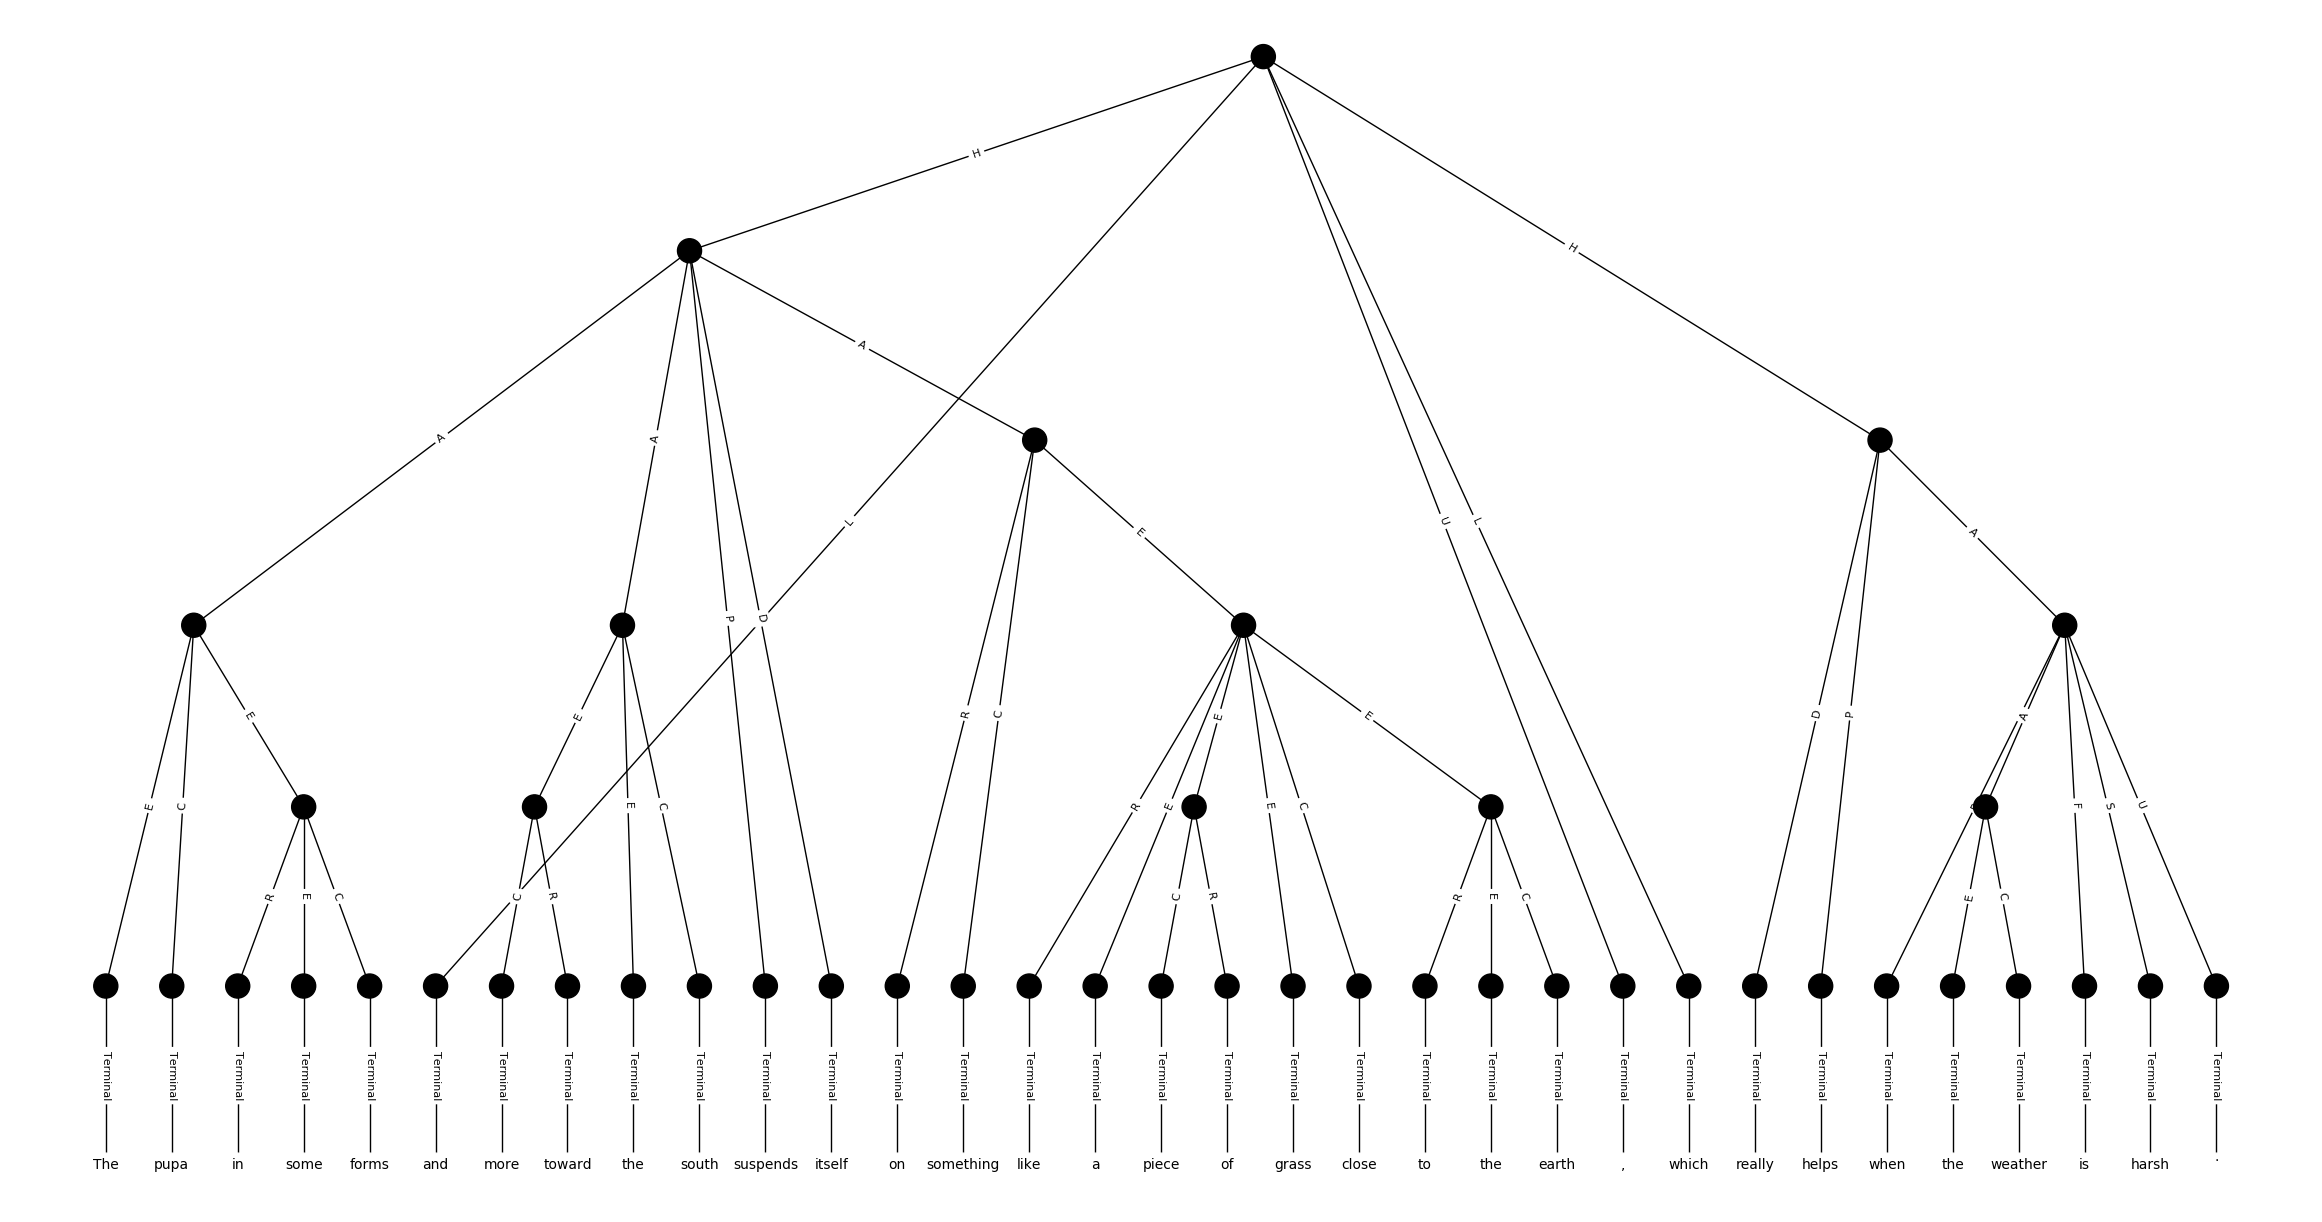 H
H
A
L
A
A
U
L
E
A
P
D
E
R
C
E
E
D
P
A
E
C
E
C
R
E
E
C
F
S
U
R
E
C
C
R
C
R
R
E
C
E
C
Terminal Terminal Terminal Terminal Terminal Terminal Terminal Terminal Terminal Terminal Terminal Terminal Terminal Terminal Terminal Terminal Terminal Terminal Terminal Terminal Terminal Terminal Terminal Terminal Terminal Terminal Terminal Terminal Terminal Terminal Terminal Terminal Terminal
The pupa in some forms and more toward the south suspends itself on something like a piece of grass close to the earth , which really helps when the weather is harsh .